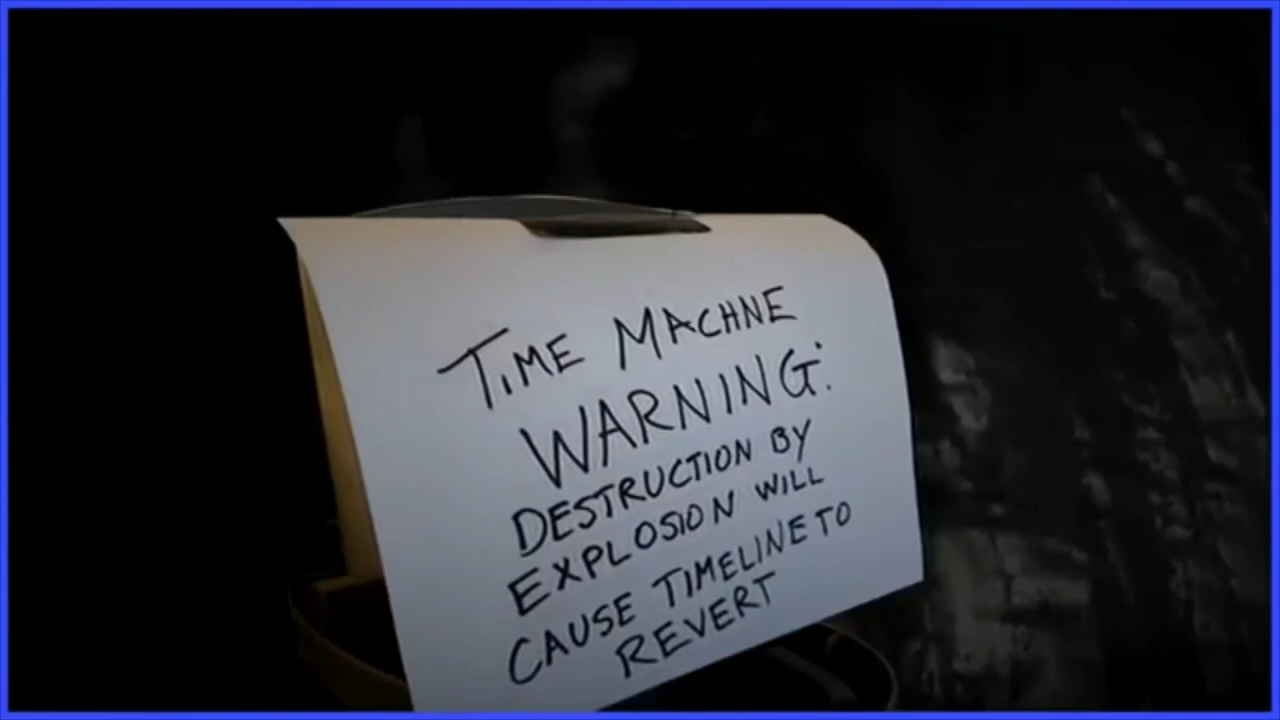 TIME MACHNE
WARNING:
DESTRUCTION BY
EXPLOSION WILL
CAUSE TIMELINE TO
REVERT